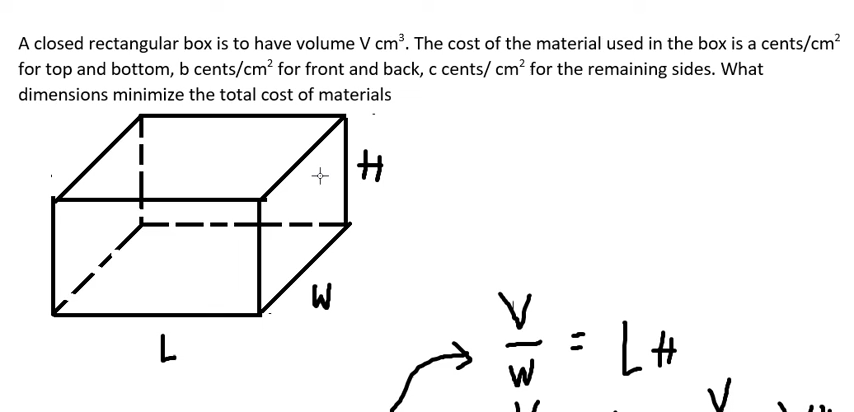 A closed rectangular box is to have volume V cm³. The cost of the material used in the box is a cents/cm²
for top and bottom, b cents/cm² for front and back, c cents/ cm² for the remaining sides. What
dimensions minimize the total cost of materials
H
W
L
V/W = LH
V